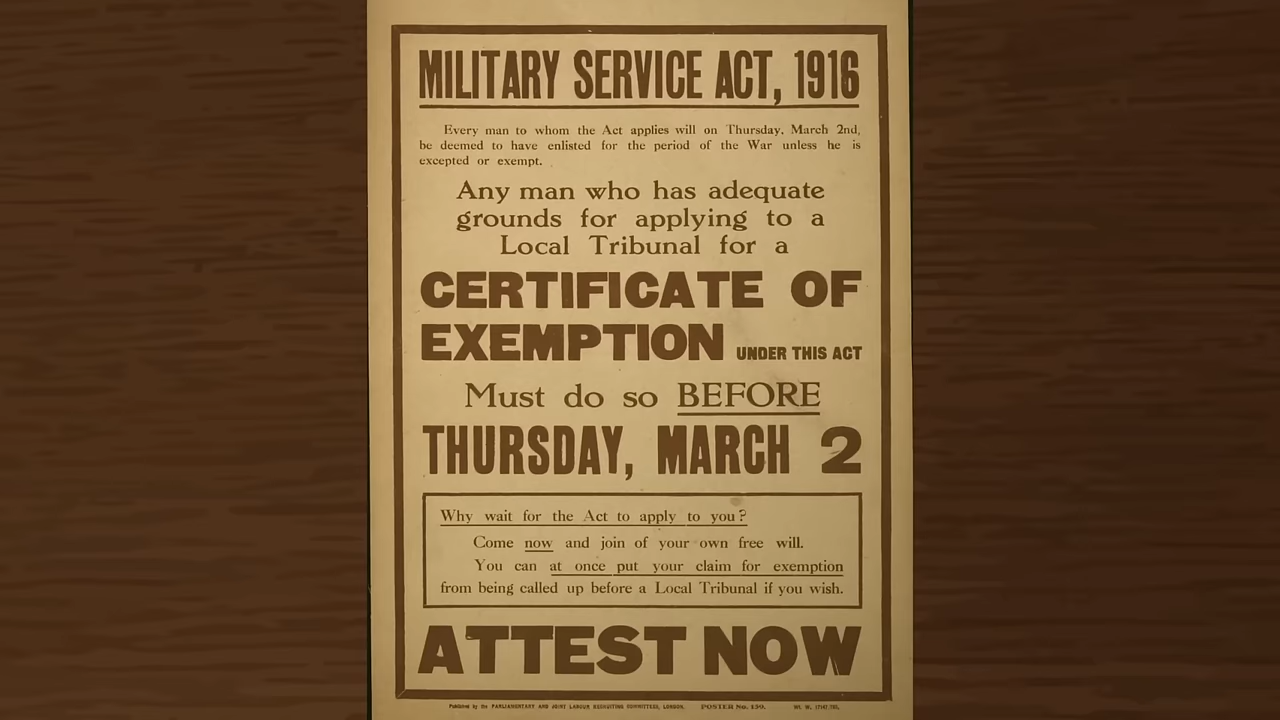 MILITARY SERVICE ACT, 1916
Every man to whom the Act applies will on Thursday, March 2nd,
be deemed to have enlisted for the period of the War unless he is
excepted or exempt.
Any man who has adequate
grounds for applying to a
Local Tribunal for a
CERTIFICATE OF
EXEMPTION UNDER THIS ACT
Must do so BEFORE
THURSDAY, MARCH 2
Why wait for the Act to apply to you?
Come now and join of your own free will.
You can at once put your claim for exemption
from being called up before a Local Tribunal if you wish.
ATTEST NOW
Published by the PARLIAMENTARY AND JOINT LABOUR RECRUITING COMMITTEES, LONDON. POSTER No. 150. Wt. W.